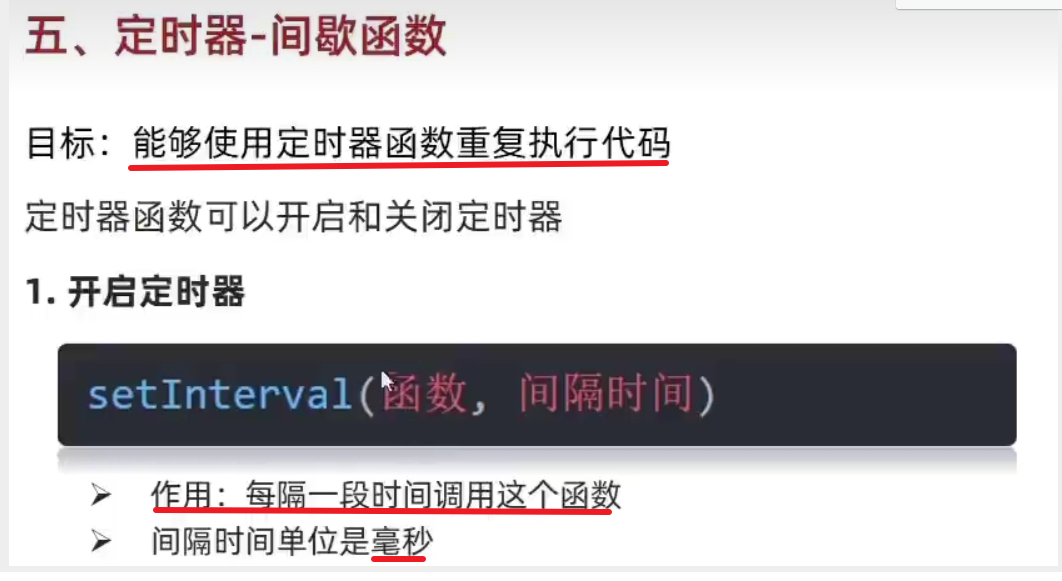 五、定时器-间歇函数
目标：能够使用定时器函数重复执行代码
定时器函数可以开启和关闭定时器
1. 开启定时器
setInterval(函数, 间隔时间)
➢ 作用：每隔一段时间调用这个函数
➢ 间隔时间单位是毫秒